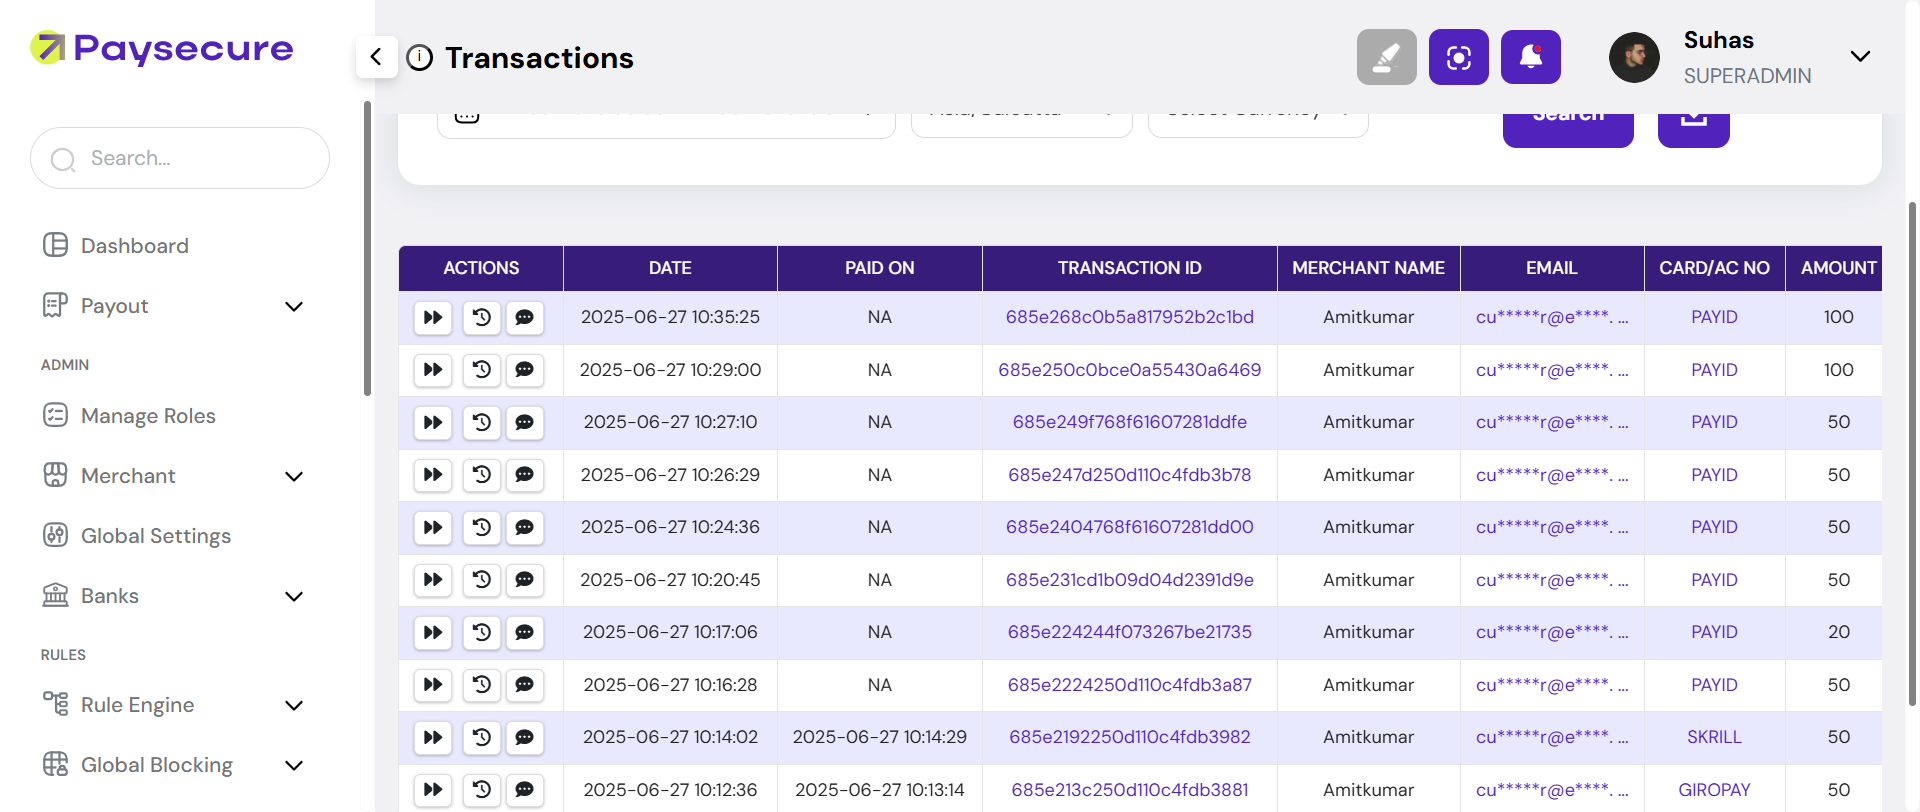 Paysecure
Transactions
Suhas
SUPERADMIN
Search...
Search
Dashboard
Payout
ADMIN
Manage Roles
Merchant
Global Settings
Banks
RULES
Rule Engine
Global Blocking
ACTIONS DATE PAID ON TRANSACTION ID MERCHANT NAME EMAIL CARD/AC NO AMOUNT
2025-06-27 10:35:25 NA 685e268c0b5a817952b2c1bd Amitkumar cu*****r@e****. ... PAYID 100
2025-06-27 10:29:00 NA 685e250c0bce0a55430a6469 Amitkumar cu*****r@e****. ... PAYID 100
2025-06-27 10:27:10 NA 685e249f768f61607281ddfe Amitkumar cu*****r@e****. ... PAYID 50
2025-06-27 10:26:29 NA 685e247d250d110c4fdb3b78 Amitkumar cu*****r@e****. ... PAYID 50
2025-06-27 10:24:36 NA 685e2404768f61607281dd00 Amitkumar cu*****r@e****. ... PAYID 50
2025-06-27 10:20:45 NA 685e231cd1b09d04d2391d9e Amitkumar cu*****r@e****. ... PAYID 50
2025-06-27 10:17:06 NA 685e224244f073267be21735 Amitkumar cu*****r@e****. ... PAYID 20
2025-06-27 10:16:28 NA 685e2224250d110c4fdb3a87 Amitkumar cu*****r@e****. ... PAYID 50
2025-06-27 10:14:02 2025-06-27 10:14:29 685e2192250d110c4fdb3982 Amitkumar cu*****r@e****. ... SKRILL 50
2025-06-27 10:12:36 2025-06-27 10:13:14 685e213c250d110c4fdb3881 Amitkumar cu*****r@e****. ... GIROPAY 50